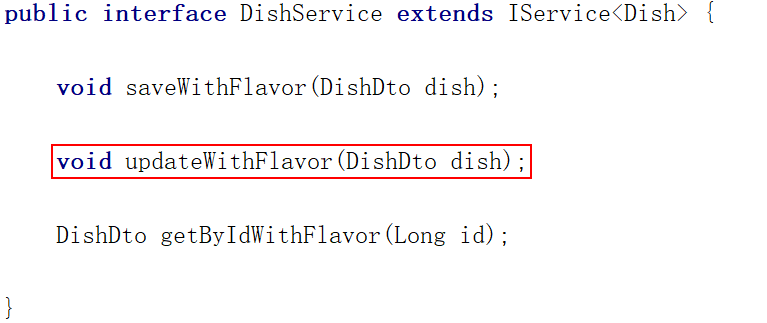 public interface DishService extends IService<Dish> {
void saveWithFlavor(DishDto dish);
void updateWithFlavor(DishDto dish);
DishDto getByIdWithFlavor(Long id);
}